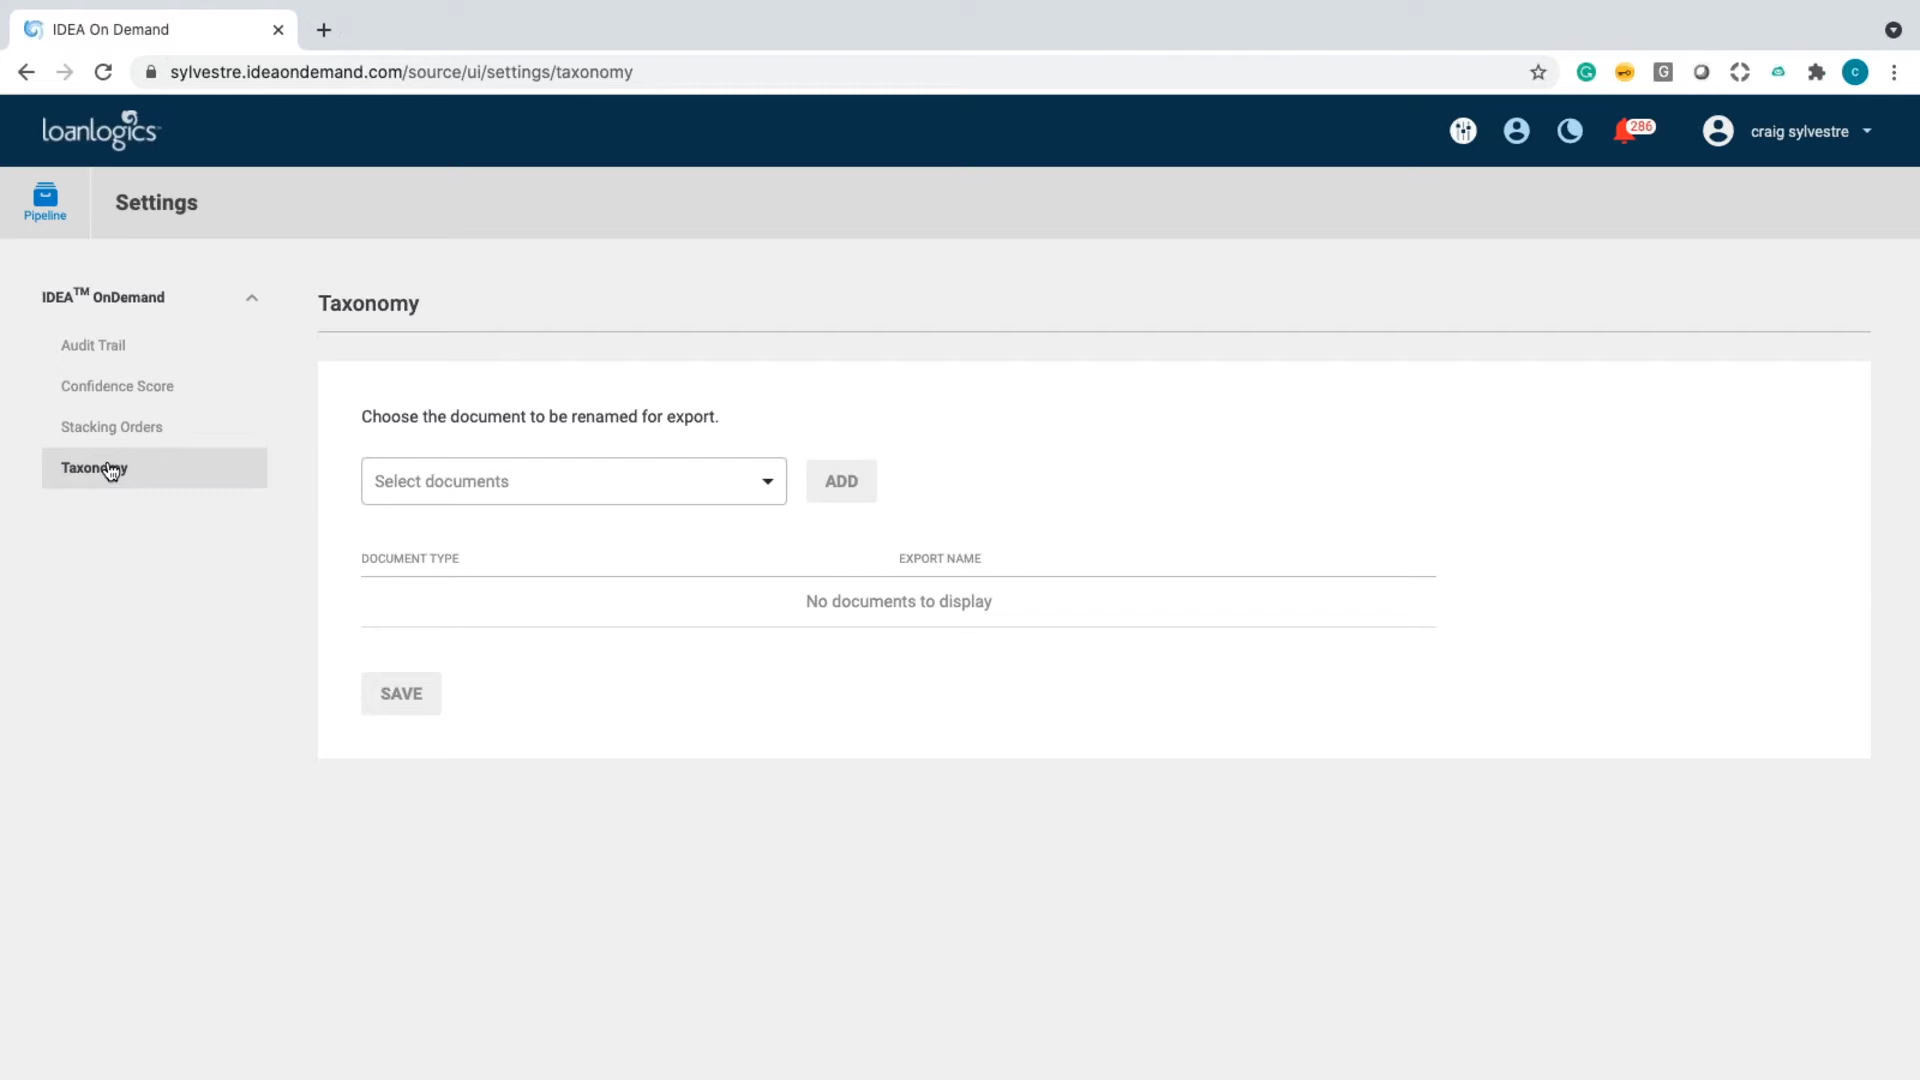 IDEA On Demand
sylvestre.ideaondemand.com/source/ui/settings/taxonomy
G
c
loanlogics
286
craig sylvestre
Pipeline
Settings
IDEA™ OnDemand
Audit Trail
Confidence Score
Stacking Orders
Taxonomy
Taxonomy
Choose the document to be renamed for export.
Select documents
ADD
DOCUMENT TYPE
EXPORT NAME
No documents to display
SAVE